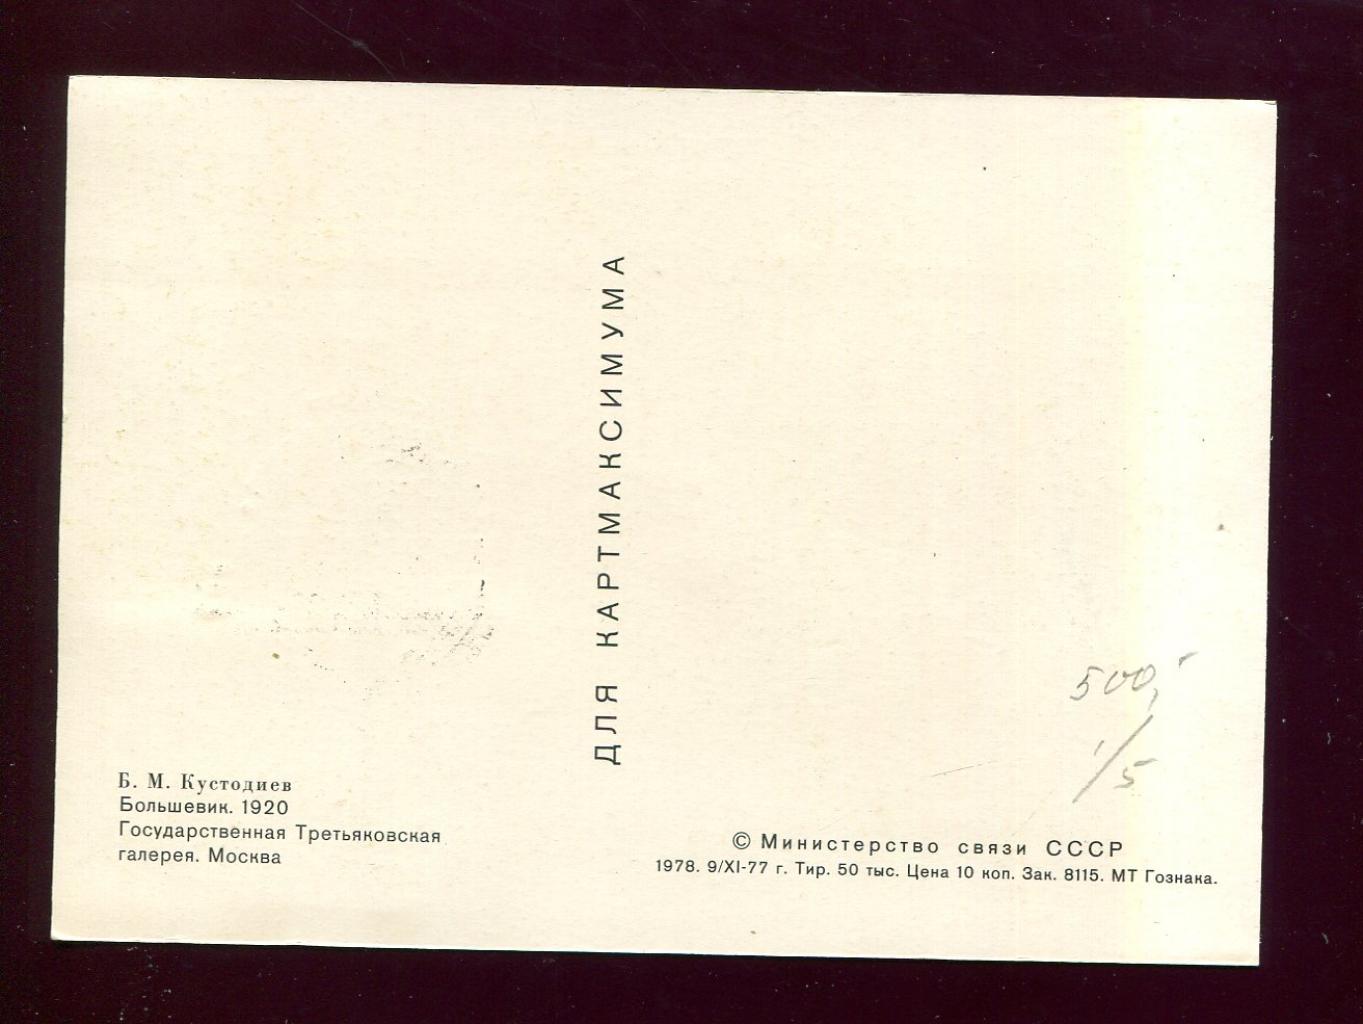 ДЛЯ КАРТМАКСИМУМА
Б. М. Кустодиев
Большевик. 1920
Государственная Третьяковская
галерея. Москва
500,-
1/5
© Министерство связи СССР
1978. 9/XI-77 г. Тир. 50 тыс. Цена 10 коп. Зак. 8115. МТ Гознака.